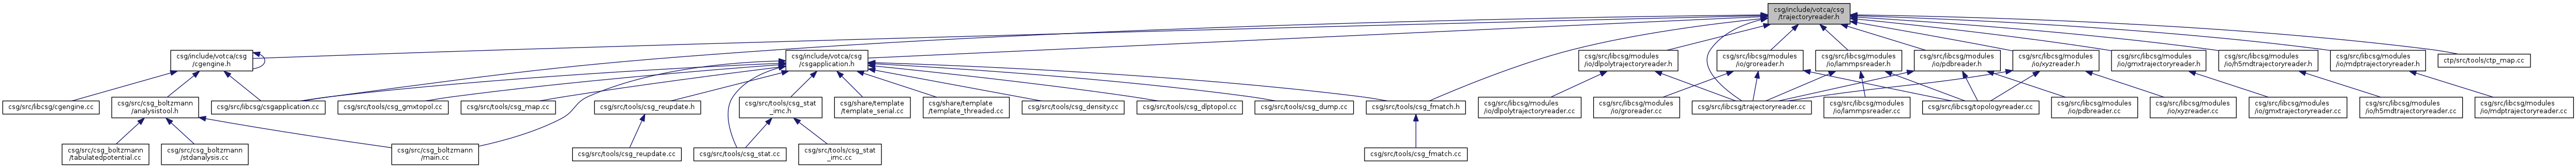 csg/include/votca/csg
/trajectoryreader.h
csg/include/votca/csg
/cgengine.h
csg/include/votca/csg
/csgapplication.h
csg/src/libcsg/modules
/io/dlpolytrajectoryreader.h
csg/src/libcsg/modules
/io/groreader.h
csg/src/libcsg/modules
/io/lammpsreader.h
csg/src/libcsg/modules
/io/pdbreader.h
csg/src/libcsg/modules
/io/xyzreader.h
csg/src/libcsg/modules
/io/gmxtrajectoryreader.h
csg/src/libcsg/modules
/io/h5mdtrajectoryreader.h
csg/src/libcsg/modules
/io/mdptrajectoryreader.h
ctp/src/tools/ctp_map.cc
csg/src/libcsg/cgengine.cc
csg/src/csg_boltzmann
/analysistool.h
csg/src/libcsg/csgapplication.cc
csg/src/tools/csg_gmxtopol.cc
csg/src/tools/csg_map.cc
csg/src/tools/csg_reupdate.h
csg/src/tools/csg_stat
_imc.h
csg/share/template
/template_serial.cc
csg/share/template
/template_threaded.cc
csg/src/tools/csg_density.cc
csg/src/tools/csg_dlptopol.cc
csg/src/tools/csg_dump.cc
csg/src/tools/csg_fmatch.h
csg/src/libcsg/modules
/io/dlpolytrajectoryreader.cc
csg/src/libcsg/modules
/io/groreader.cc
csg/src/libcsg/trajectoryreader.cc
csg/src/libcsg/modules
/io/lammpsreader.cc
csg/src/libcsg/topologyreader.cc
csg/src/libcsg/modules
/io/pdbreader.cc
csg/src/libcsg/modules
/io/xyzreader.cc
csg/src/libcsg/modules
/io/gmxtrajectoryreader.cc
csg/src/libcsg/modules
/io/h5mdtrajectoryreader.cc
csg/src/libcsg/modules
/io/mdptrajectoryreader.cc
csg/src/csg_boltzmann
/tabulatedpotential.cc
csg/src/csg_boltzmann
/stdanalysis.cc
csg/src/csg_boltzmann
/main.cc
csg/src/tools/csg_reupdate.cc
csg/src/tools/csg_stat.cc
csg/src/tools/csg_stat
_imc.cc
csg/src/tools/csg_fmatch.cc